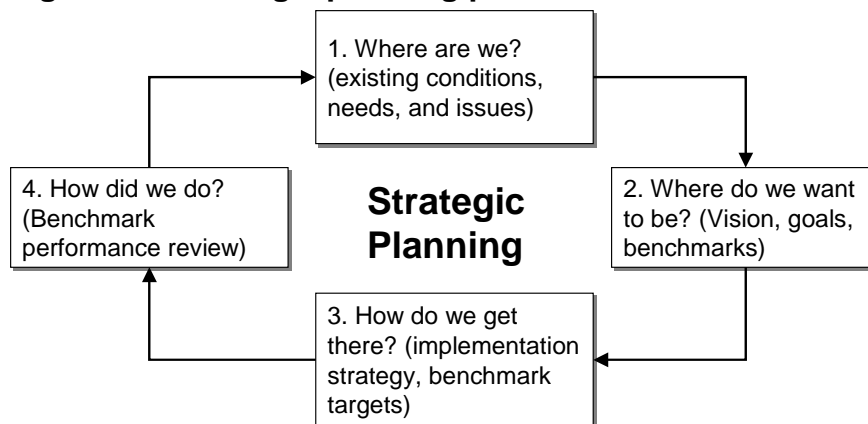 1. Where are we?
(existing conditions,
needs, and issues)
4. How did we do?
(Benchmark
performance review)
Strategic
Planning
2. Where do we want
to be? (Vision, goals,
benchmarks)
3. How do we get
there? (implementation
strategy, benchmark
targets)